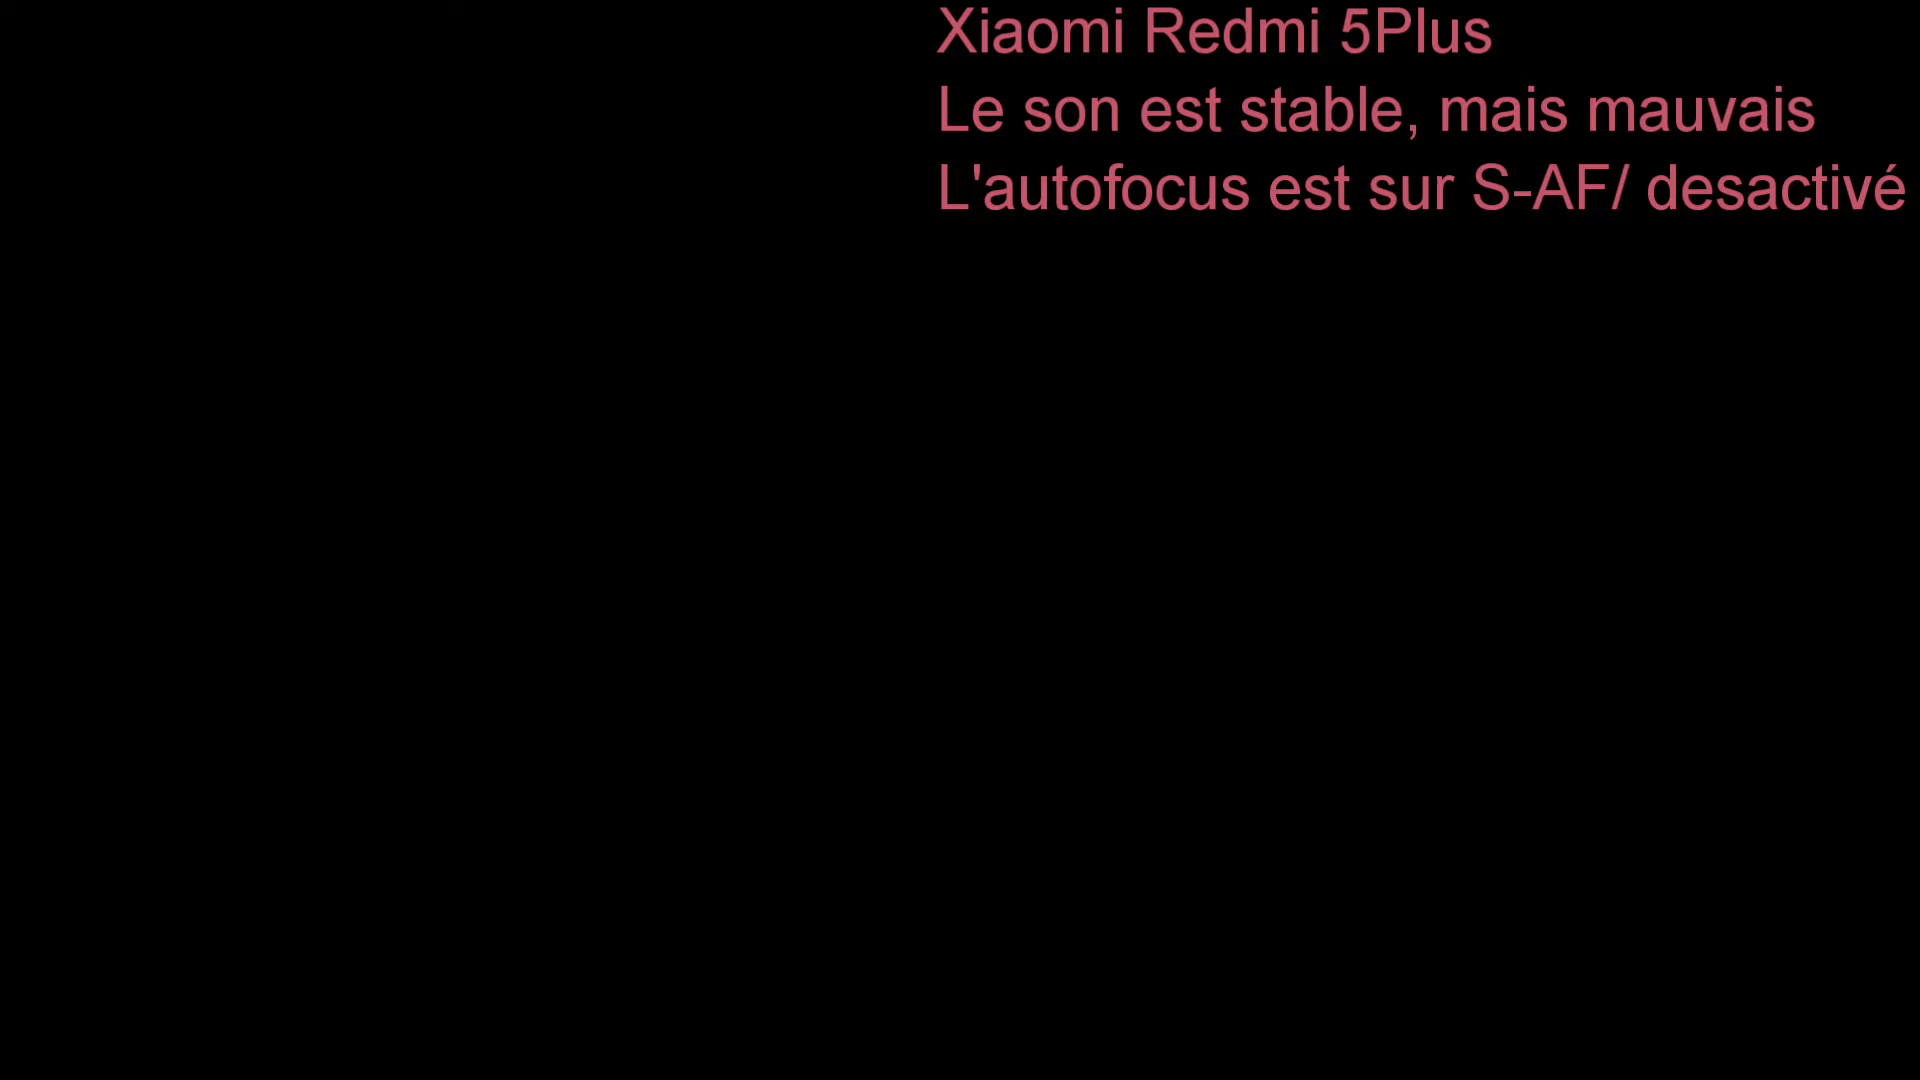 Xiaomi Redmi 5Plus
Le son est stable, mais mauvais
L'autofocus est sur S-AF/ desactivé